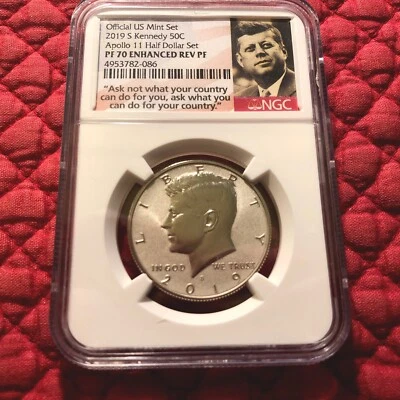 Official US Mint Set
2019 S Kennedy 50C
Apollo 11 Half Dollar Set
PF 70 ENHANCED REV PF
4953782-086
"Ask not what your country
can do for you, ask what you
can do for your country."
NGC
LIBERTY
IN GOD WE TRUST
2019